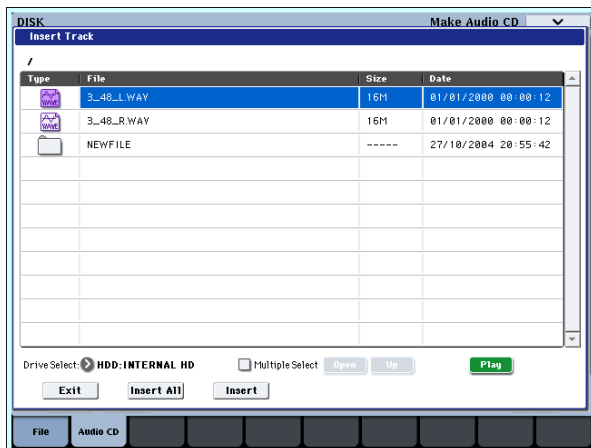 DISK Make Audio CD
Insert Track
/
Type File Size Date
WAVE 3_48_L.WAV 16M 01/01/2000 00:00:12
WAVE 3_48_R.WAV 16M 01/01/2000 00:00:12
NEWFILE ----- 27/10/2004 20:55:42
Drive Select: HDD:INTERNAL HD Multiple Select Open Up Play
Exit Insert All Insert
File Audio CD